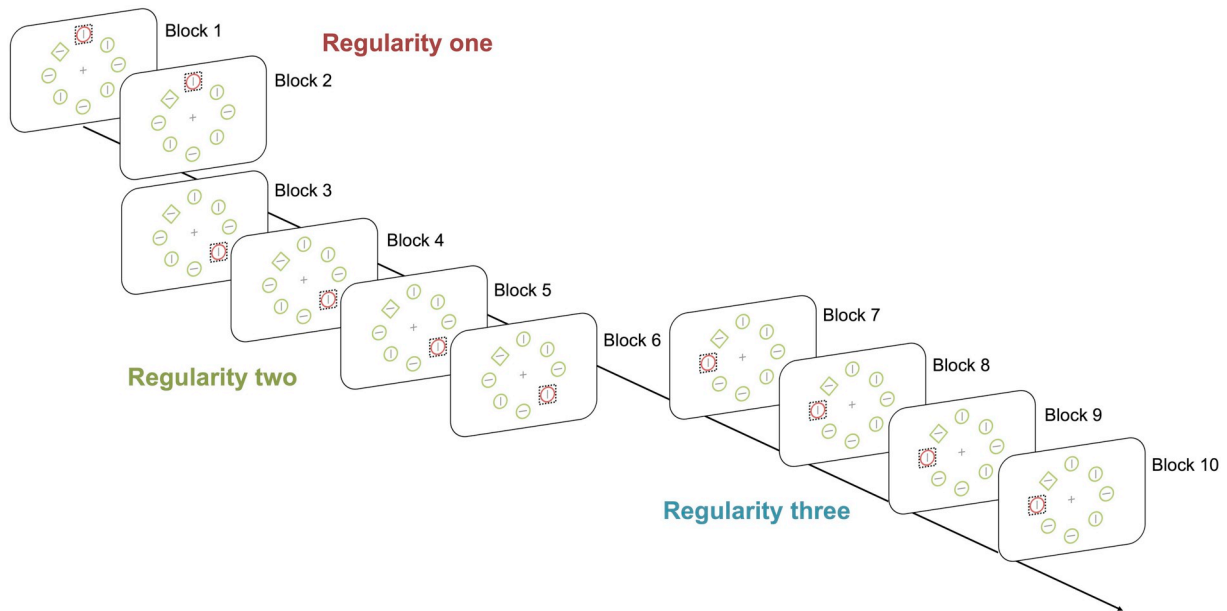 Block 1
Regularity one
Block 2
Block 3
Block 4
Block 5
Block 6
Regularity two
Block 7
Block 8
Block 9
Block 10
Regularity three